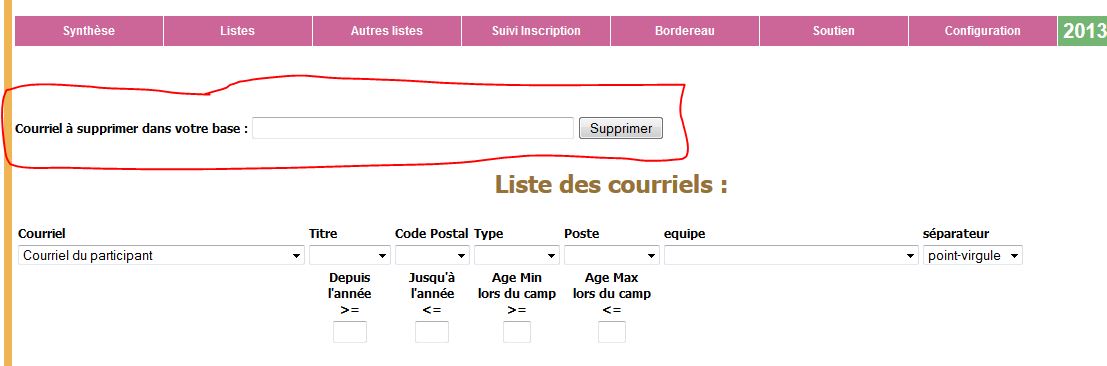 Synthèse Listes Autres listes Suivi Inscription Bordereau Soutien Configuration 2013
Courriel à supprimer dans votre base : Supprimer
Liste des courriels :
Courriel Titre Code Postal Type Poste equipe séparateur
Courriel du participant point-virgule
Depuis Jusqu'à Age Min Age Max
l'année l'année lors du camp lors du camp
>= <= >= <=